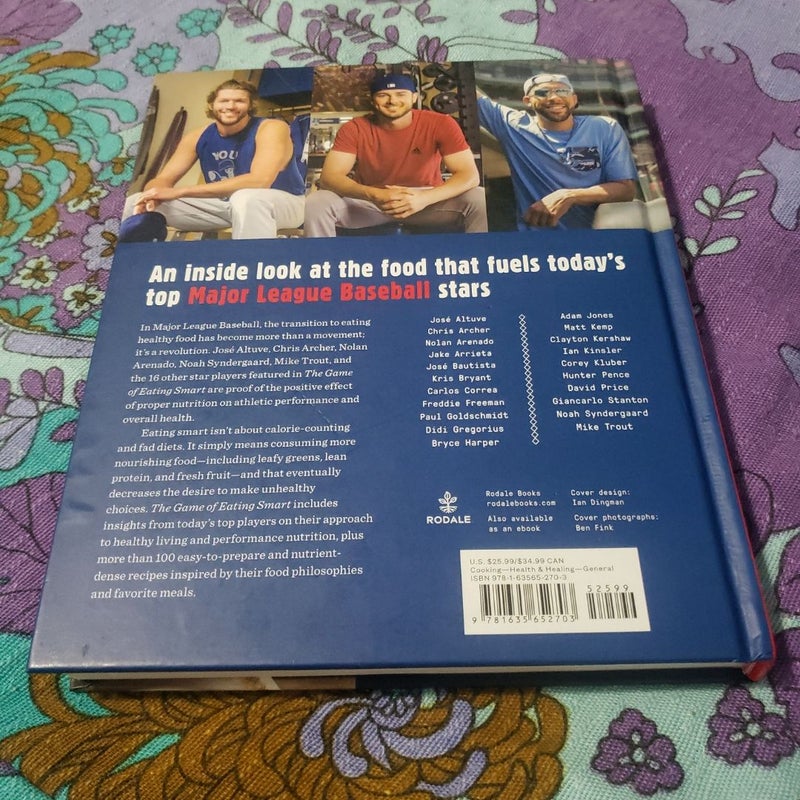 YOU
An inside look at the food that fuels today's
top Major League Baseball stars
In Major League Baseball, the transition to eating
healthy food has become more than a movement;
it's a revolution. José Altuve, Chris Archer, Nolan
Arenado, Noah Syndergaard, Mike Trout, and
the 16 other star players featured in The Game
of Eating Smart are proof of the positive effect
of proper nutrition on athletic performance and
overall health.
Eating smart isn't about calorie-counting
and fad diets. It simply means consuming more
nourishing food—including leafy greens, lean
protein, and fresh fruit—and that eventually
decreases the desire to make unhealthy
choices. The Game of Eating Smart includes
insights from today's top players on their approach
to healthy living and performance nutrition, plus
more than 100 easy-to-prepare and nutrient-
dense recipes inspired by their food philosophies
and favorite meals.
José Altuve
Chris Archer
Nolan Arenado
Jake Arrieta
José Bautista
Kris Bryant
Carlos Correa
Freddie Freeman
Paul Goldschmidt
Didi Gregorius
Bryce Harper
Adam Jones
Matt Kemp
Clayton Kershaw
Ian Kinsler
Corey Kluber
Hunter Pence
David Price
Giancarlo Stanton
Noah Syndergaard
Mike Trout
RODALE
Rodale Books
rodalebooks.com
Also available
as an ebook
Cover design:
Ian Dingman
Cover photographs:
Ben Fink
U.S. $25.99/$34.99 CAN
Cooking—Health & Healing—General
ISBN 978-1-63565-270-3
52599
9 781635 652703